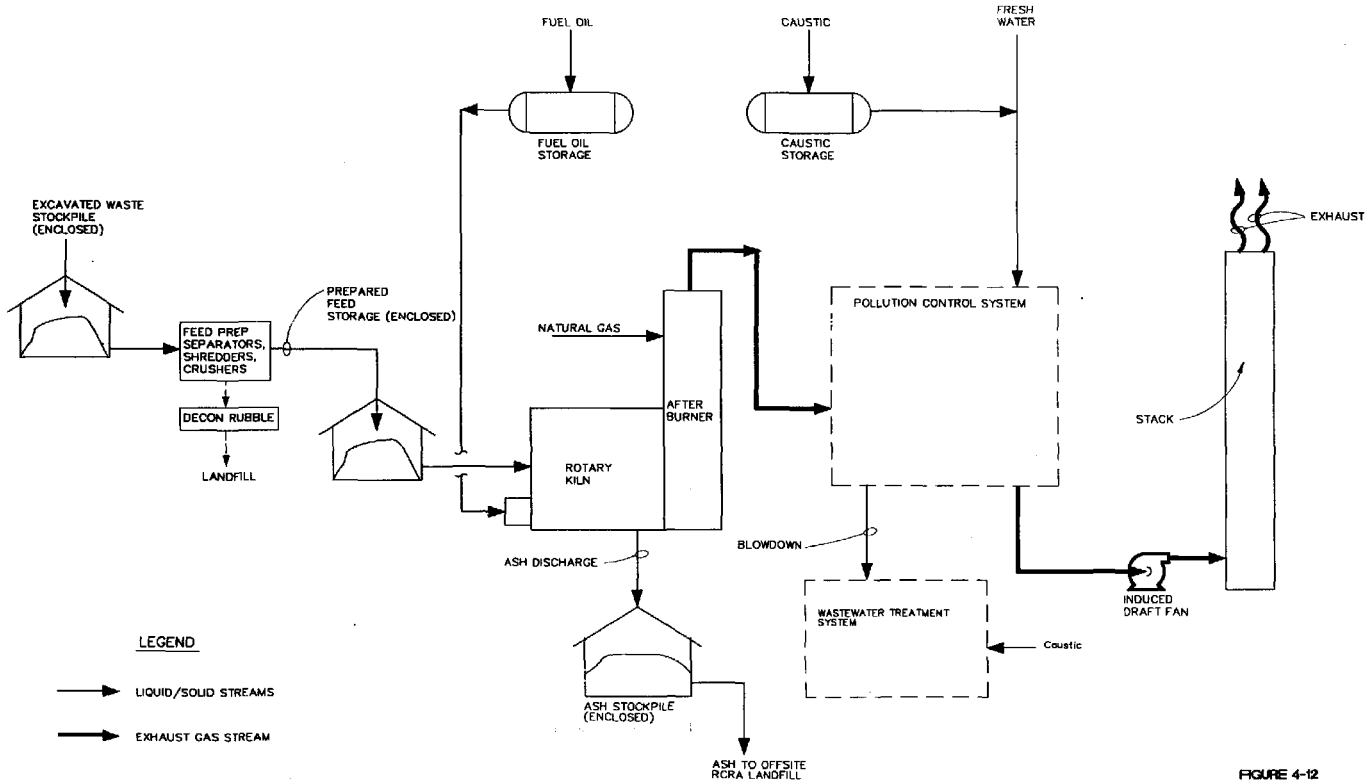 FUEL OIL
CAUSTIC
FRESH
WATER
FUEL OIL
STORAGE
CAUSTIC
STORAGE
EXCAVATED WASTE
STOCKPILE
(ENCLOSED)
EXHAUST
PREPARED
FEED
STORAGE (ENCLOSED)
FEED PREP
SEPARATORS,
SHREDDERS,
CRUSHERS
DECON RUBBLE
LANDFILL
NATURAL GAS
AFTER
BURNER
ROTARY
KILN
POLLUTION CONTROL SYSTEM
STACK
ASH DISCHARGE
BLOWDOWN
INDUCED
DRAFT FAN
WASTEWATER TREATMENT
SYSTEM
Caustic
ASH STOCKPILE
(ENCLOSED)
ASH TO OFFSITE
RCRA LANDFILL
LEGEND
LIQUID/SOLID STREAMS
EXHAUST GAS STREAM
FIGURE 4-12